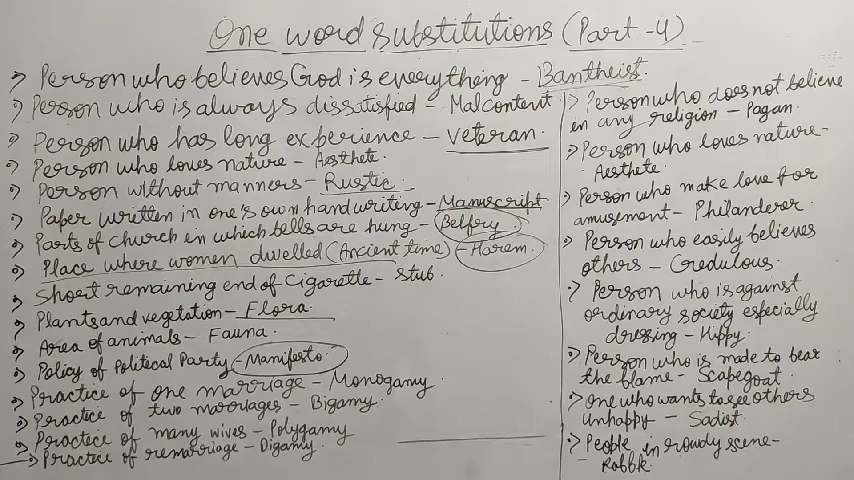 One word substitutions (Part-4)
Person who believes God is everything - Bantheist.
Person who is always dissatisfied - Malcontent
Person who has long experience - veteran.
Person who loves nature - Aesthete.
Person without manners - Rustic
Paper written in one's own handwriting - Manuscript
Parts of church in which tells are hung - Belfry
Place where women dwelled (Ancient time) - Harem.
Short remaining end of cigarette - Stub.
Plants and vegetation - Flora.
Area of animals - Fauna.
Policy of Political Party - Manifesto.
Practice of one marriage - Monogamy.
Practice of two marriages - Bigamy.
Practice of many wives - Polygamy
Practice of remarriage - Digamy.
Person who does not believe
in any religion - Pagan.
Person who loves nature -
Aesthete.
Person who make love for
amusement - Philanderer.
Person who easily believes
others - Credulous.
Person who is against
ordinary society especially
dressing - Hippy.
Person who is made to bear
the blame - Scapegoat.
One who wants to see others
Unhappy - Sadist.
People in rowdy scene -
Rabble.